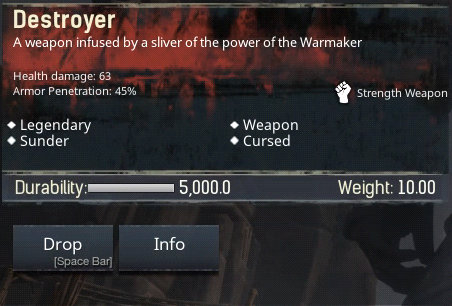 Destroyer
A weapon infused by a sliver of the power of the Warmaker
Health damage: 63
Armor Penetration: 45%
Strength Weapon
Legendary
Weapon
Sunder
Cursed
Durability: 5,000.0
Weight: 10.00
Drop
[Space Bar]
Info